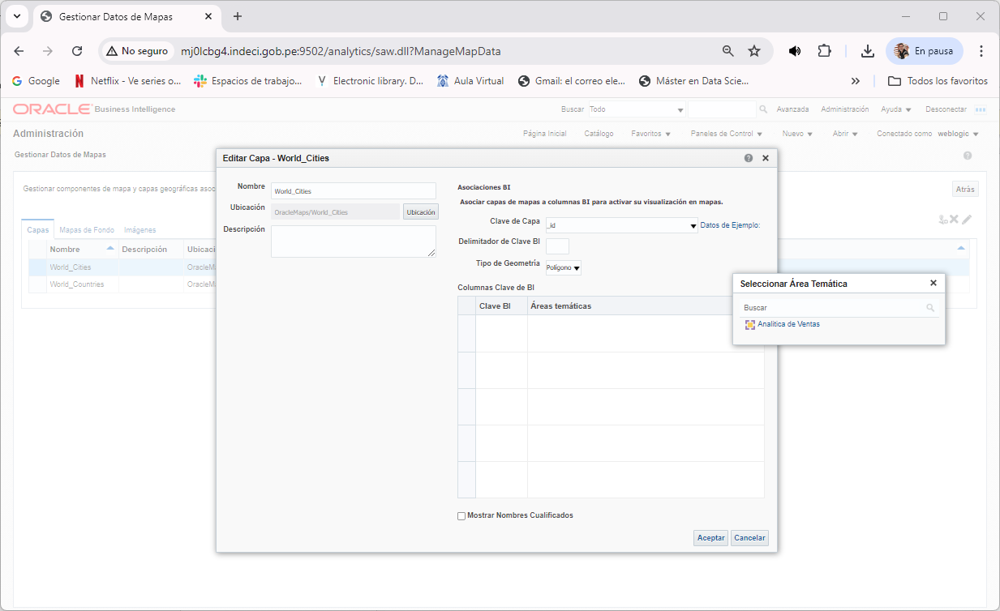 Gestionar Datos de Mapas
No seguro
mj0lcbg4.indeci.gob.pe:9502/analytics/saw.dll?ManageMapData
En pausa
Google
Netflix - Ve series o...
Espacios de trabajo...
Electronic library. D...
Aula Virtual
Gmail: el correo ele...
Máster en Data Scie...
Todos los favoritos
ORACLE Business Intelligence
Buscar Todo
Avanzada
Administración
Ayuda
Desconectar
Administración
Página Inicial
Catálogo
Favoritos
Paneles de Control
Nuevo
Abrir
Conectado como weblogic
Gestionar Datos de Mapas
Gestionar componentes de mapa y capas geográficas asoc
Atrás
Capas
Mapas de Fondo
Imágenes
Nombre
Descripción
Ubicaci
World_Cities
OracleM
World_Countries
OracleM
Editar Capa - World_Cities
Nombre
World_Cities
Ubicación
OracleMaps/World_Cities
Ubicación
Descripción
Asociaciones BI
Asociar capas de mapas a columnas BI para activar su visualización en mapas.
Clave de Capa
_id
Datos de Ejemplo:
Delimitador de Clave BI
Tipo de Geometría
Polígono
Columnas Clave de BI
Clave BI
Áreas temáticas
Mostrar Nombres Cualificados
Aceptar
Cancelar
Seleccionar Área Temática
Buscar
Analitica de Ventas